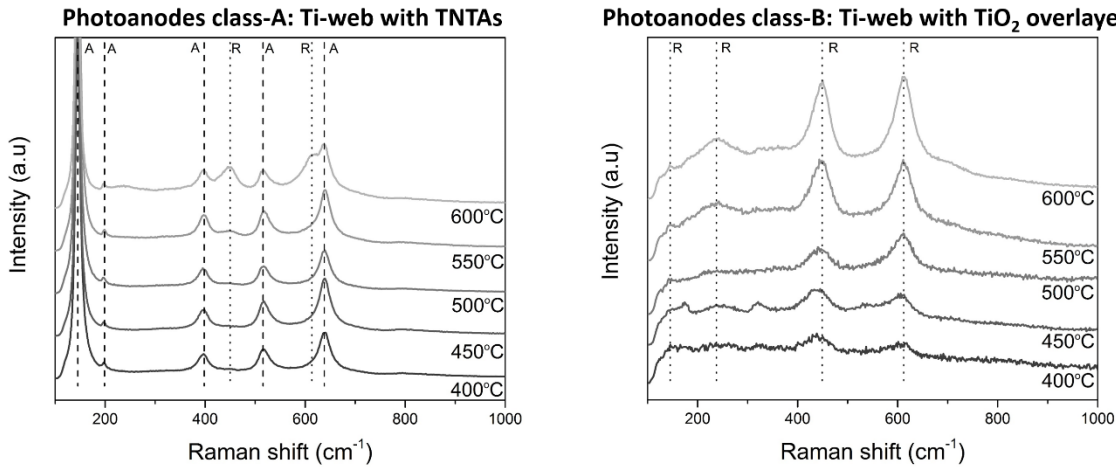 Photoanodes class-A: Ti-web with TNTAs
A A A R A R A
Intensity (a.u)
600°C
550°C
500°C
450°C
400°C
200 400 600 800 1000
Raman shift (cm-1)
Photoanodes class-B: Ti-web with TiO2 overlaye
R R R R
Intensity (a.u)
600°C
550°C
500°C
450°C
400°C
200 400 600 800 1000
Raman shift (cm-1)